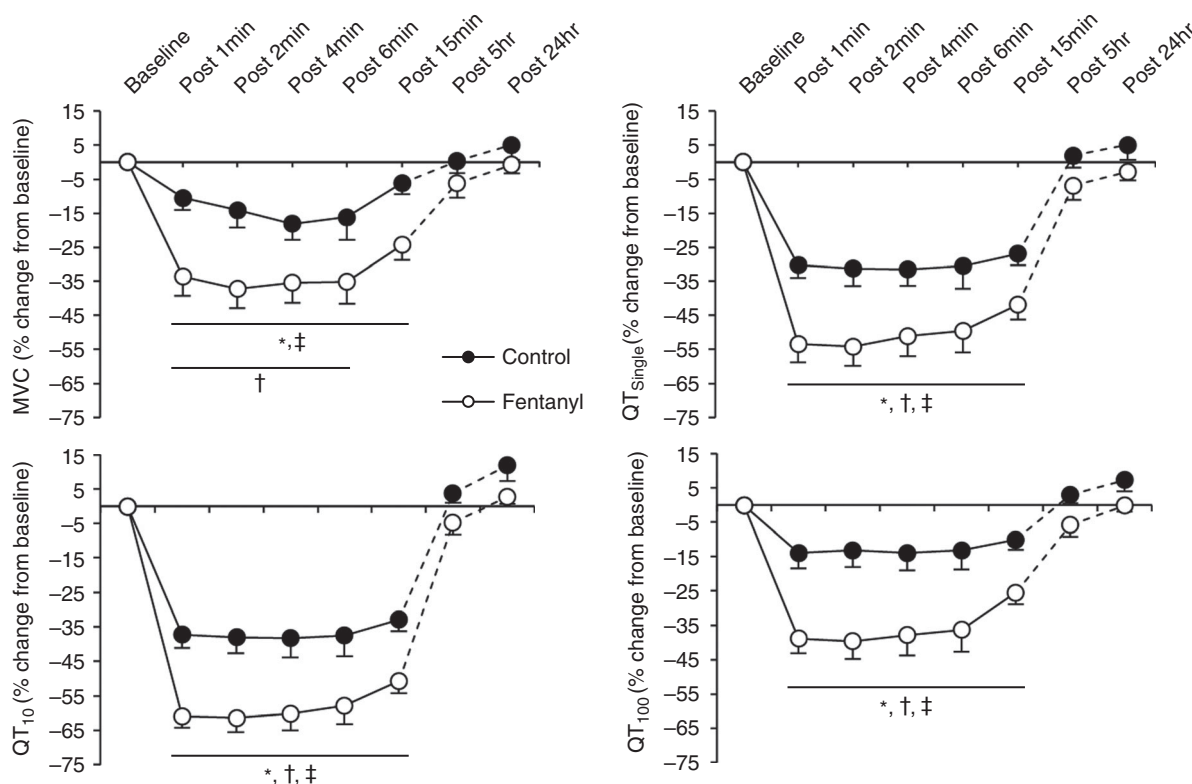 Baseline
Post 1min
Post 2min
Post 4min
Post 6min
Post 15min
Post 5hr
Post 24hr
MVC (% change from baseline)
15
5
−5
−15
−25
−35
−45
−55
−65
−75
*,‡
†
Control
Fentanyl
Baseline
Post 1min
Post 2min
Post 4min
Post 6min
Post 15min
Post 5hr
Post 24hr
QTSingle(% change from baseline)
15
5
−5
−15
−25
−35
−45
−55
−65
−75
*, †, ‡
QT10 (% change from baseline)
15
5
−5
−15
−25
−35
−45
−55
−65
−75
*, †, ‡
QT100 (% change from baseline)
15
5
−5
−15
−25
−35
−45
−55
−65
−75
*, †, ‡